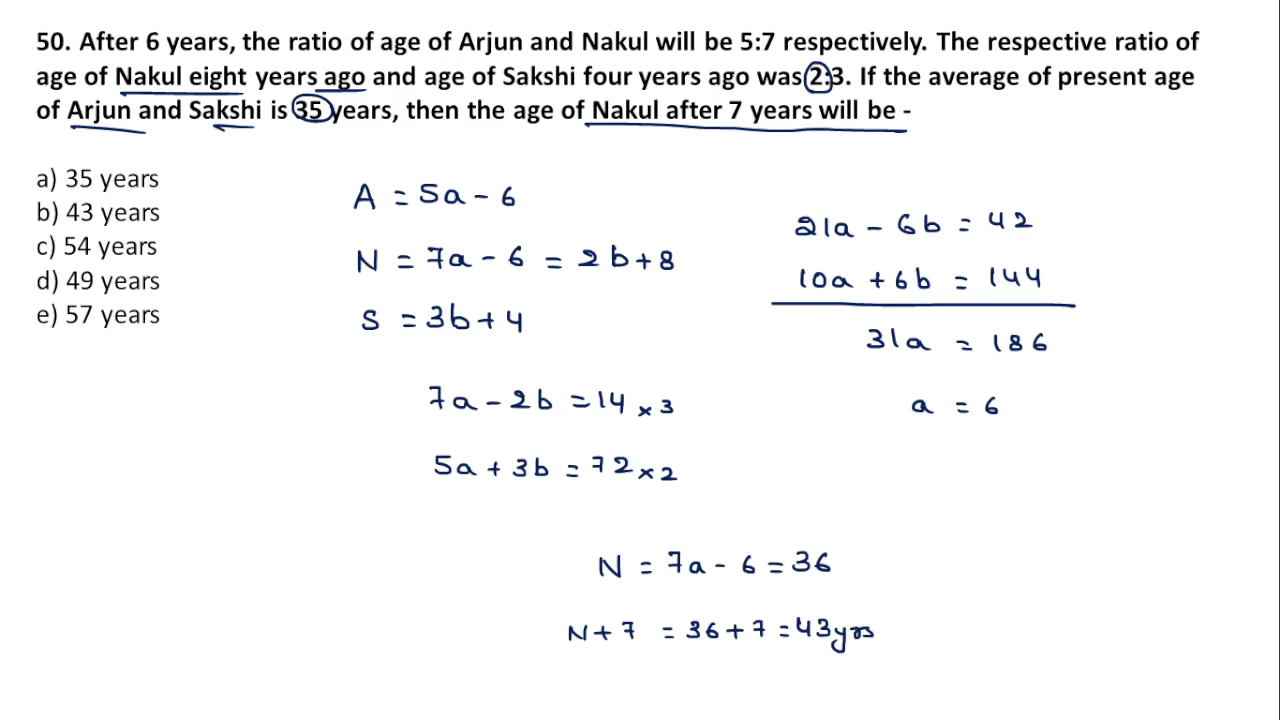 50. After 6 years, the ratio of age of Arjun and Nakul will be 5:7 respectively. The respective ratio of
age of Nakul eight years ago and age of Sakshi four years ago was 2:3. If the average of present age
of Arjun and Sakshi is 35 years, then the age of Nakul after 7 years will be -
a) 35 years
b) 43 years
c) 54 years
d) 49 years
e) 57 years
A = 5a - 6
N = 7a - 6 = 2b + 8
S = 3b + 4
7a - 2b = 14 x 3
5a + 3b = 72 x 2
21a - 6b = 42
10a + 6b = 144
31a = 186
a = 6
N = 7a - 6 = 36
N + 7 = 36 + 7 = 43yrs